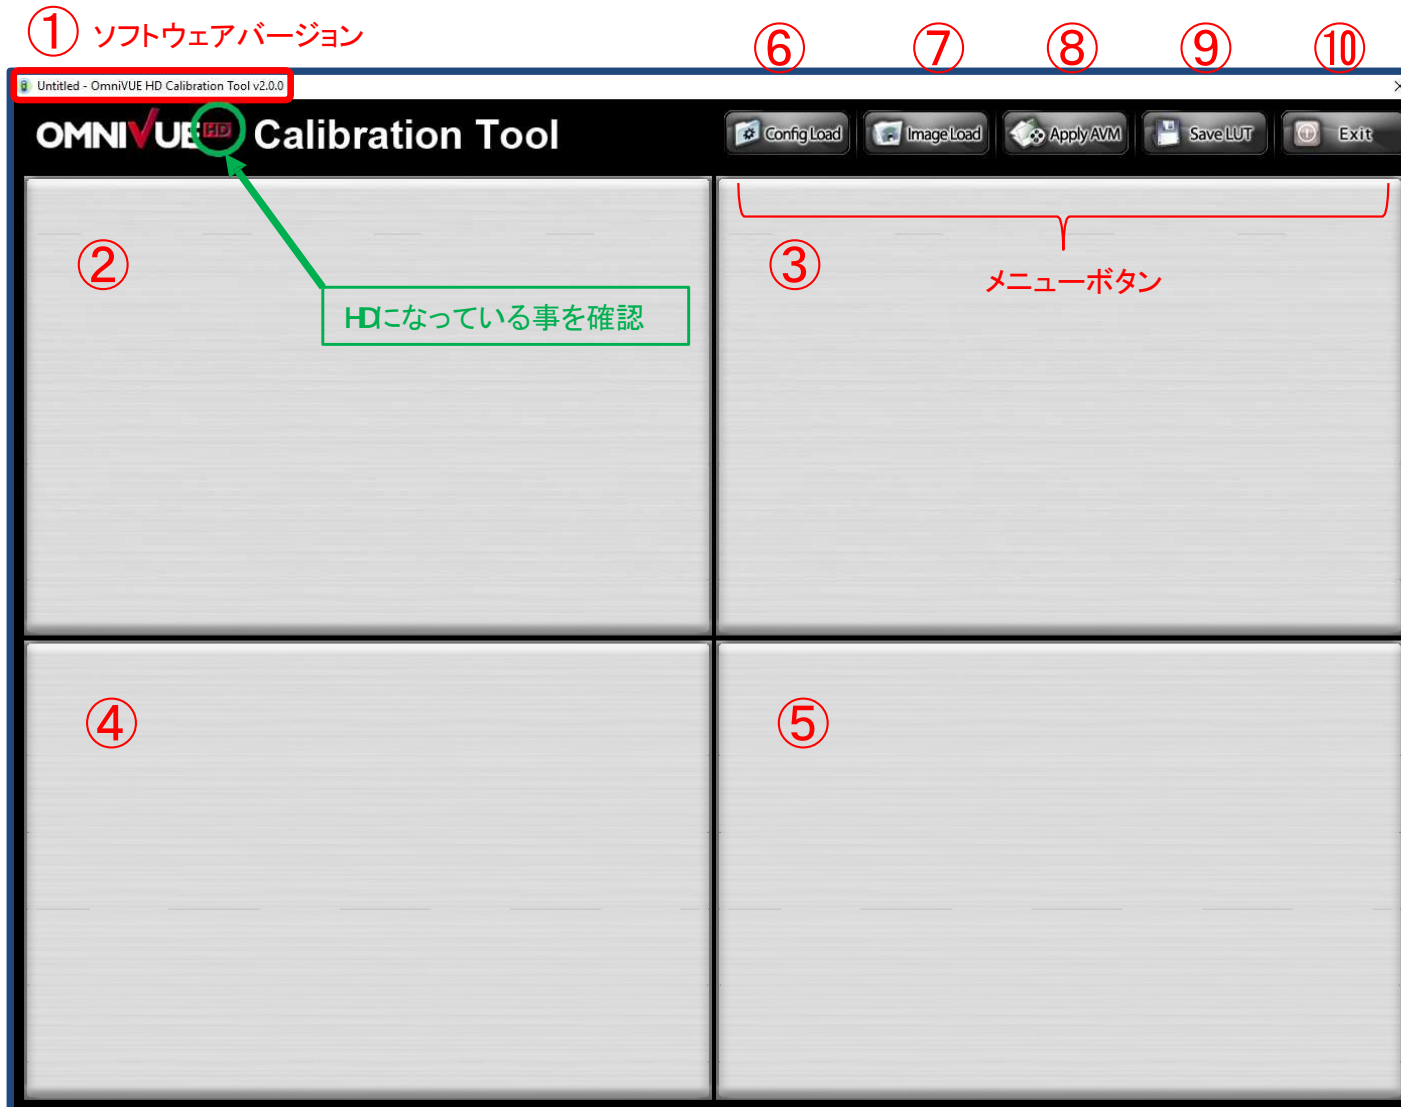 ① ソフトウェアバージョン
⑥ ⑦ ⑧ ⑨ ⑩
Untitled - OmniVUE HD Calibration Tool v2.0.0
OMNIVUE HD Calibration Tool
Config Load
Image Load
Apply AVM
Save LUT
Exit
② ③
メニューボタン
HDになっている事を確認
④ ⑤